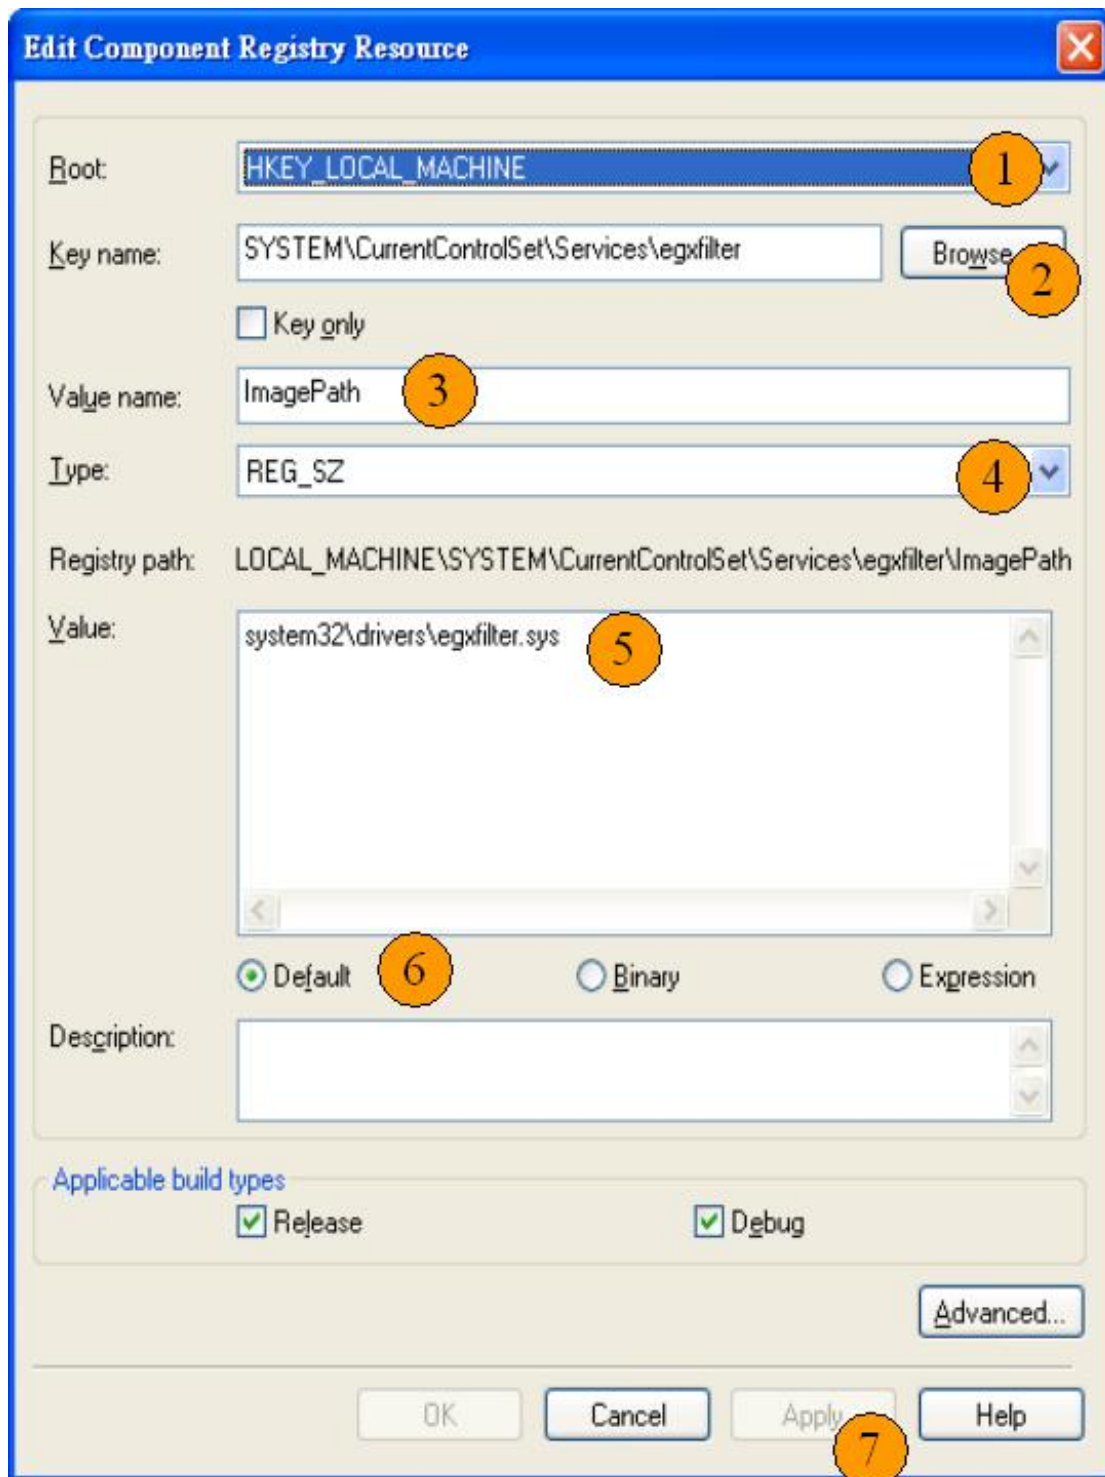 Edit Component Registry Resource
Root: HKEY_LOCAL_MACHINE 1
Key name: SYSTEM\CurrentControlSet\Services\egxfilter Browse... 2
Key only
Value name: ImagePath 3
Type: REG_SZ 4
Registry path: LOCAL_MACHINE\SYSTEM\CurrentControlSet\Services\egxfilter\ImagePath
Value: system32\drivers\egxfilter.sys 5
Default 6 Binary Expression
Description:
Applicable build types
Release Debug
Advanced...
OK Cancel Apply Help
7